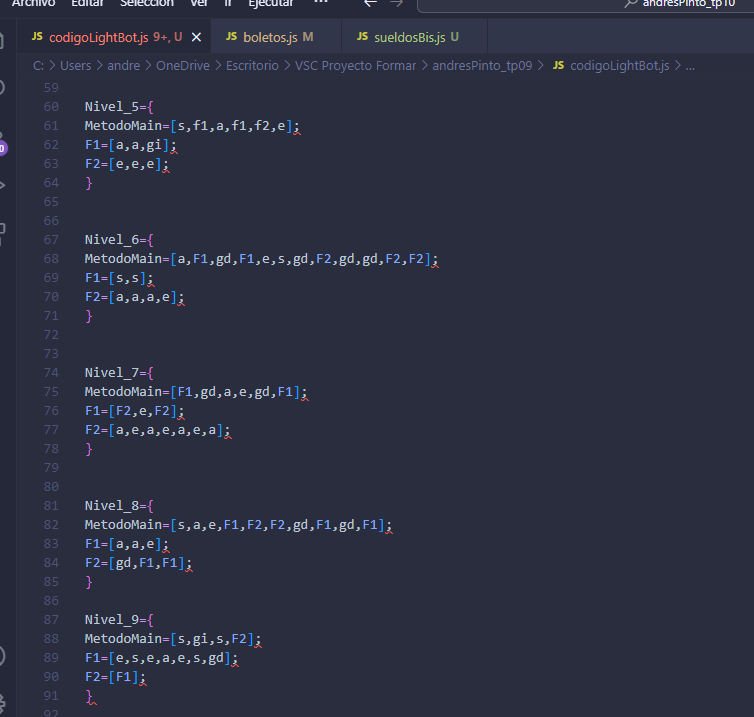 Archivo Editar Selección Ver Ir Ejecutar ··· andresPinto_tp10
JS codigoLightBot.js 9+, U × JS boletos.js M JS sueldosBis.js U
C: > Users > andre > OneDrive > Escritorio > VSC Proyecto Formar > andresPinto_tp09 > JS codigoLightBot.js > ...
59
60 Nivel_5={
61 MetodoMain=[s,f1,a,f1,f2,e];
62 F1=[a,a,gi];
63 F2=[e,e,e];
64 }
65
66
67 Nivel_6={
68 MetodoMain=[a,F1,gd,F1,e,s,gd,F2,gd,gd,F2,F2];
69 F1=[s,s];
70 F2=[a,a,a,e];
71 }
72
73
74 Nivel_7={
75 MetodoMain=[F1,gd,a,e,gd,F1];
76 F1=[F2,e,F2];
77 F2=[a,e,a,e,a,e,a];
78 }
79
80
81 Nivel_8={
82 MetodoMain=[s,a,e,F1,F2,F2,gd,F1,gd,F1];
83 F1=[a,a,e];
84 F2=[gd,F1,F1];
85 }
86
87 Nivel_9={
88 MetodoMain=[s,gi,s,F2];
89 F1=[e,s,e,a,e,s,gd];
90 F2=[F1];
91 }
92